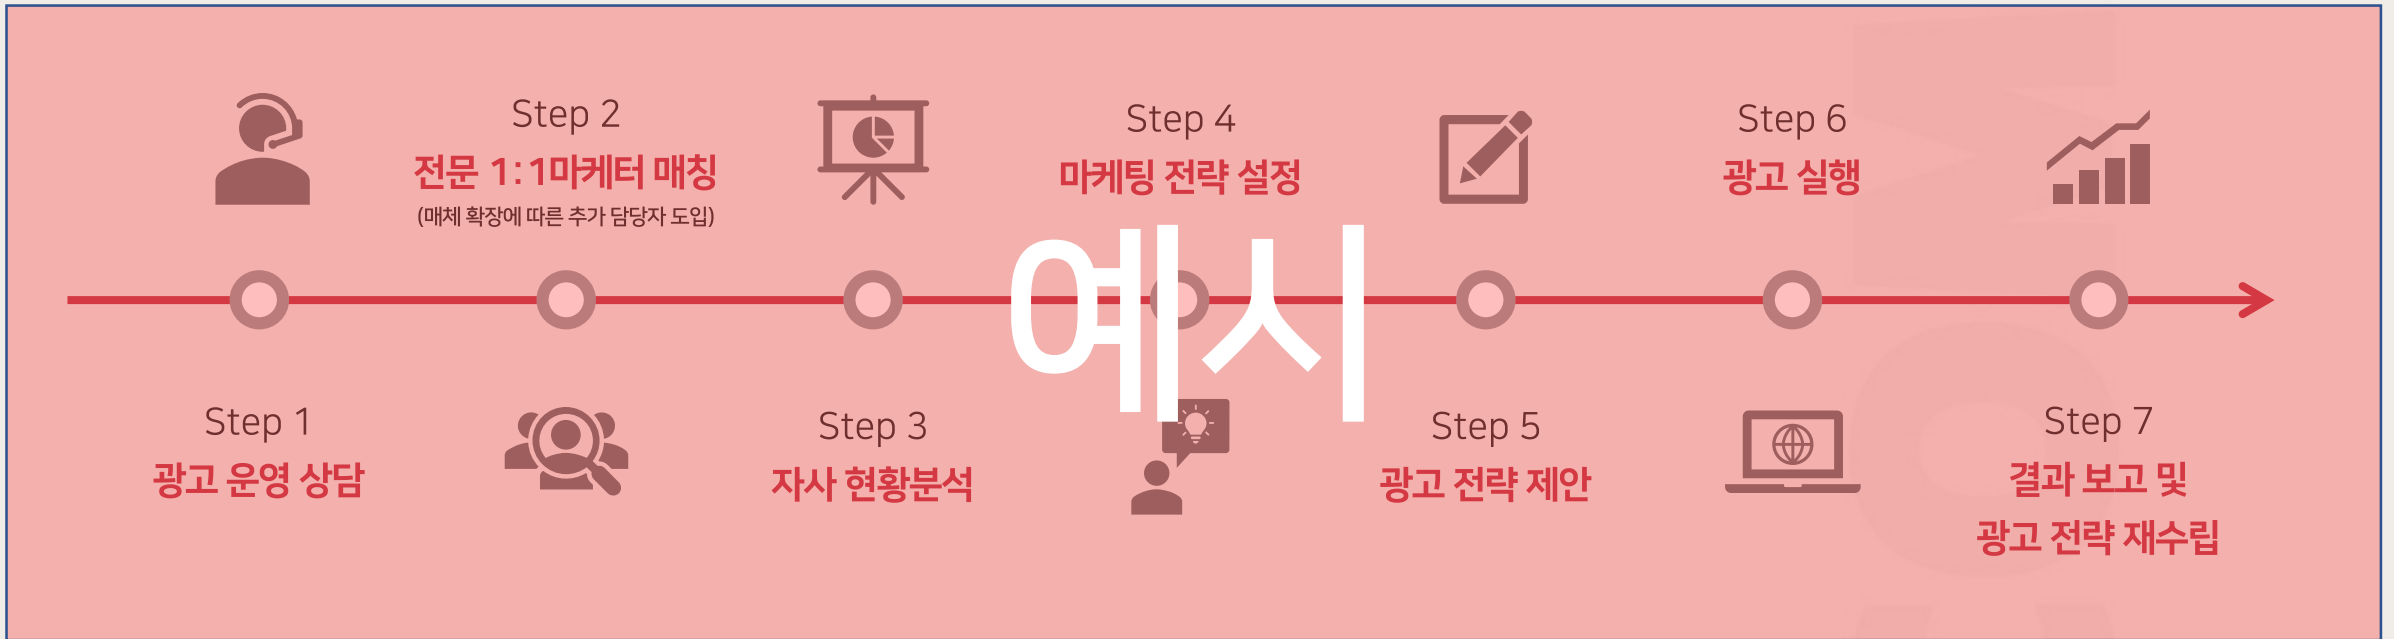 Step 1
광고 운영 상담
Step 2
전문 1:1마케터 매칭
(매체 확장에 따른 추가 담당자 도입)
Step 3
자사 현황분석
Step 4
마케팅 전략 설정
예시
Step 5
광고 전략 제안
Step 6
광고 실행
Step 7
결과 보고 및
광고 전략 재수립